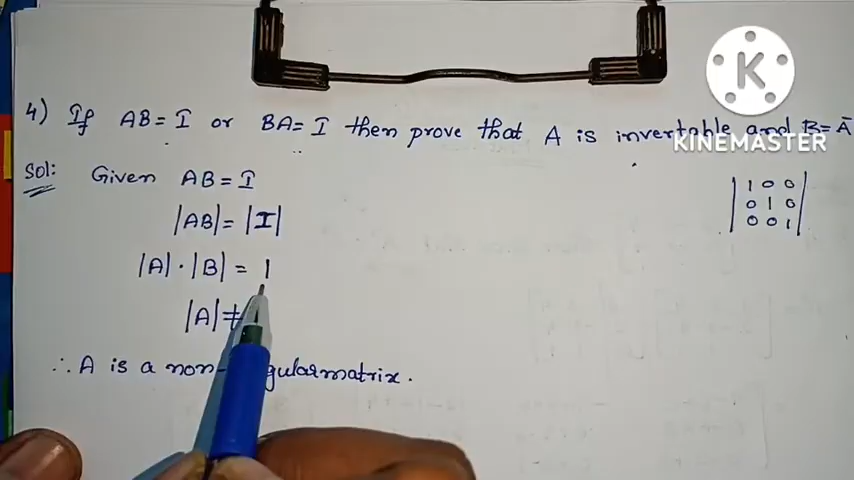 4) If AB = I or BA = I then prove that A is invertable and B = A
Sol: Given AB = I
|AB| = |I|
|A| · |B| = 1
|A| ≠
∴ A is a non- gularmatrix.
1 0 0
0 1 0
0 0 1
K
KINEMASTER